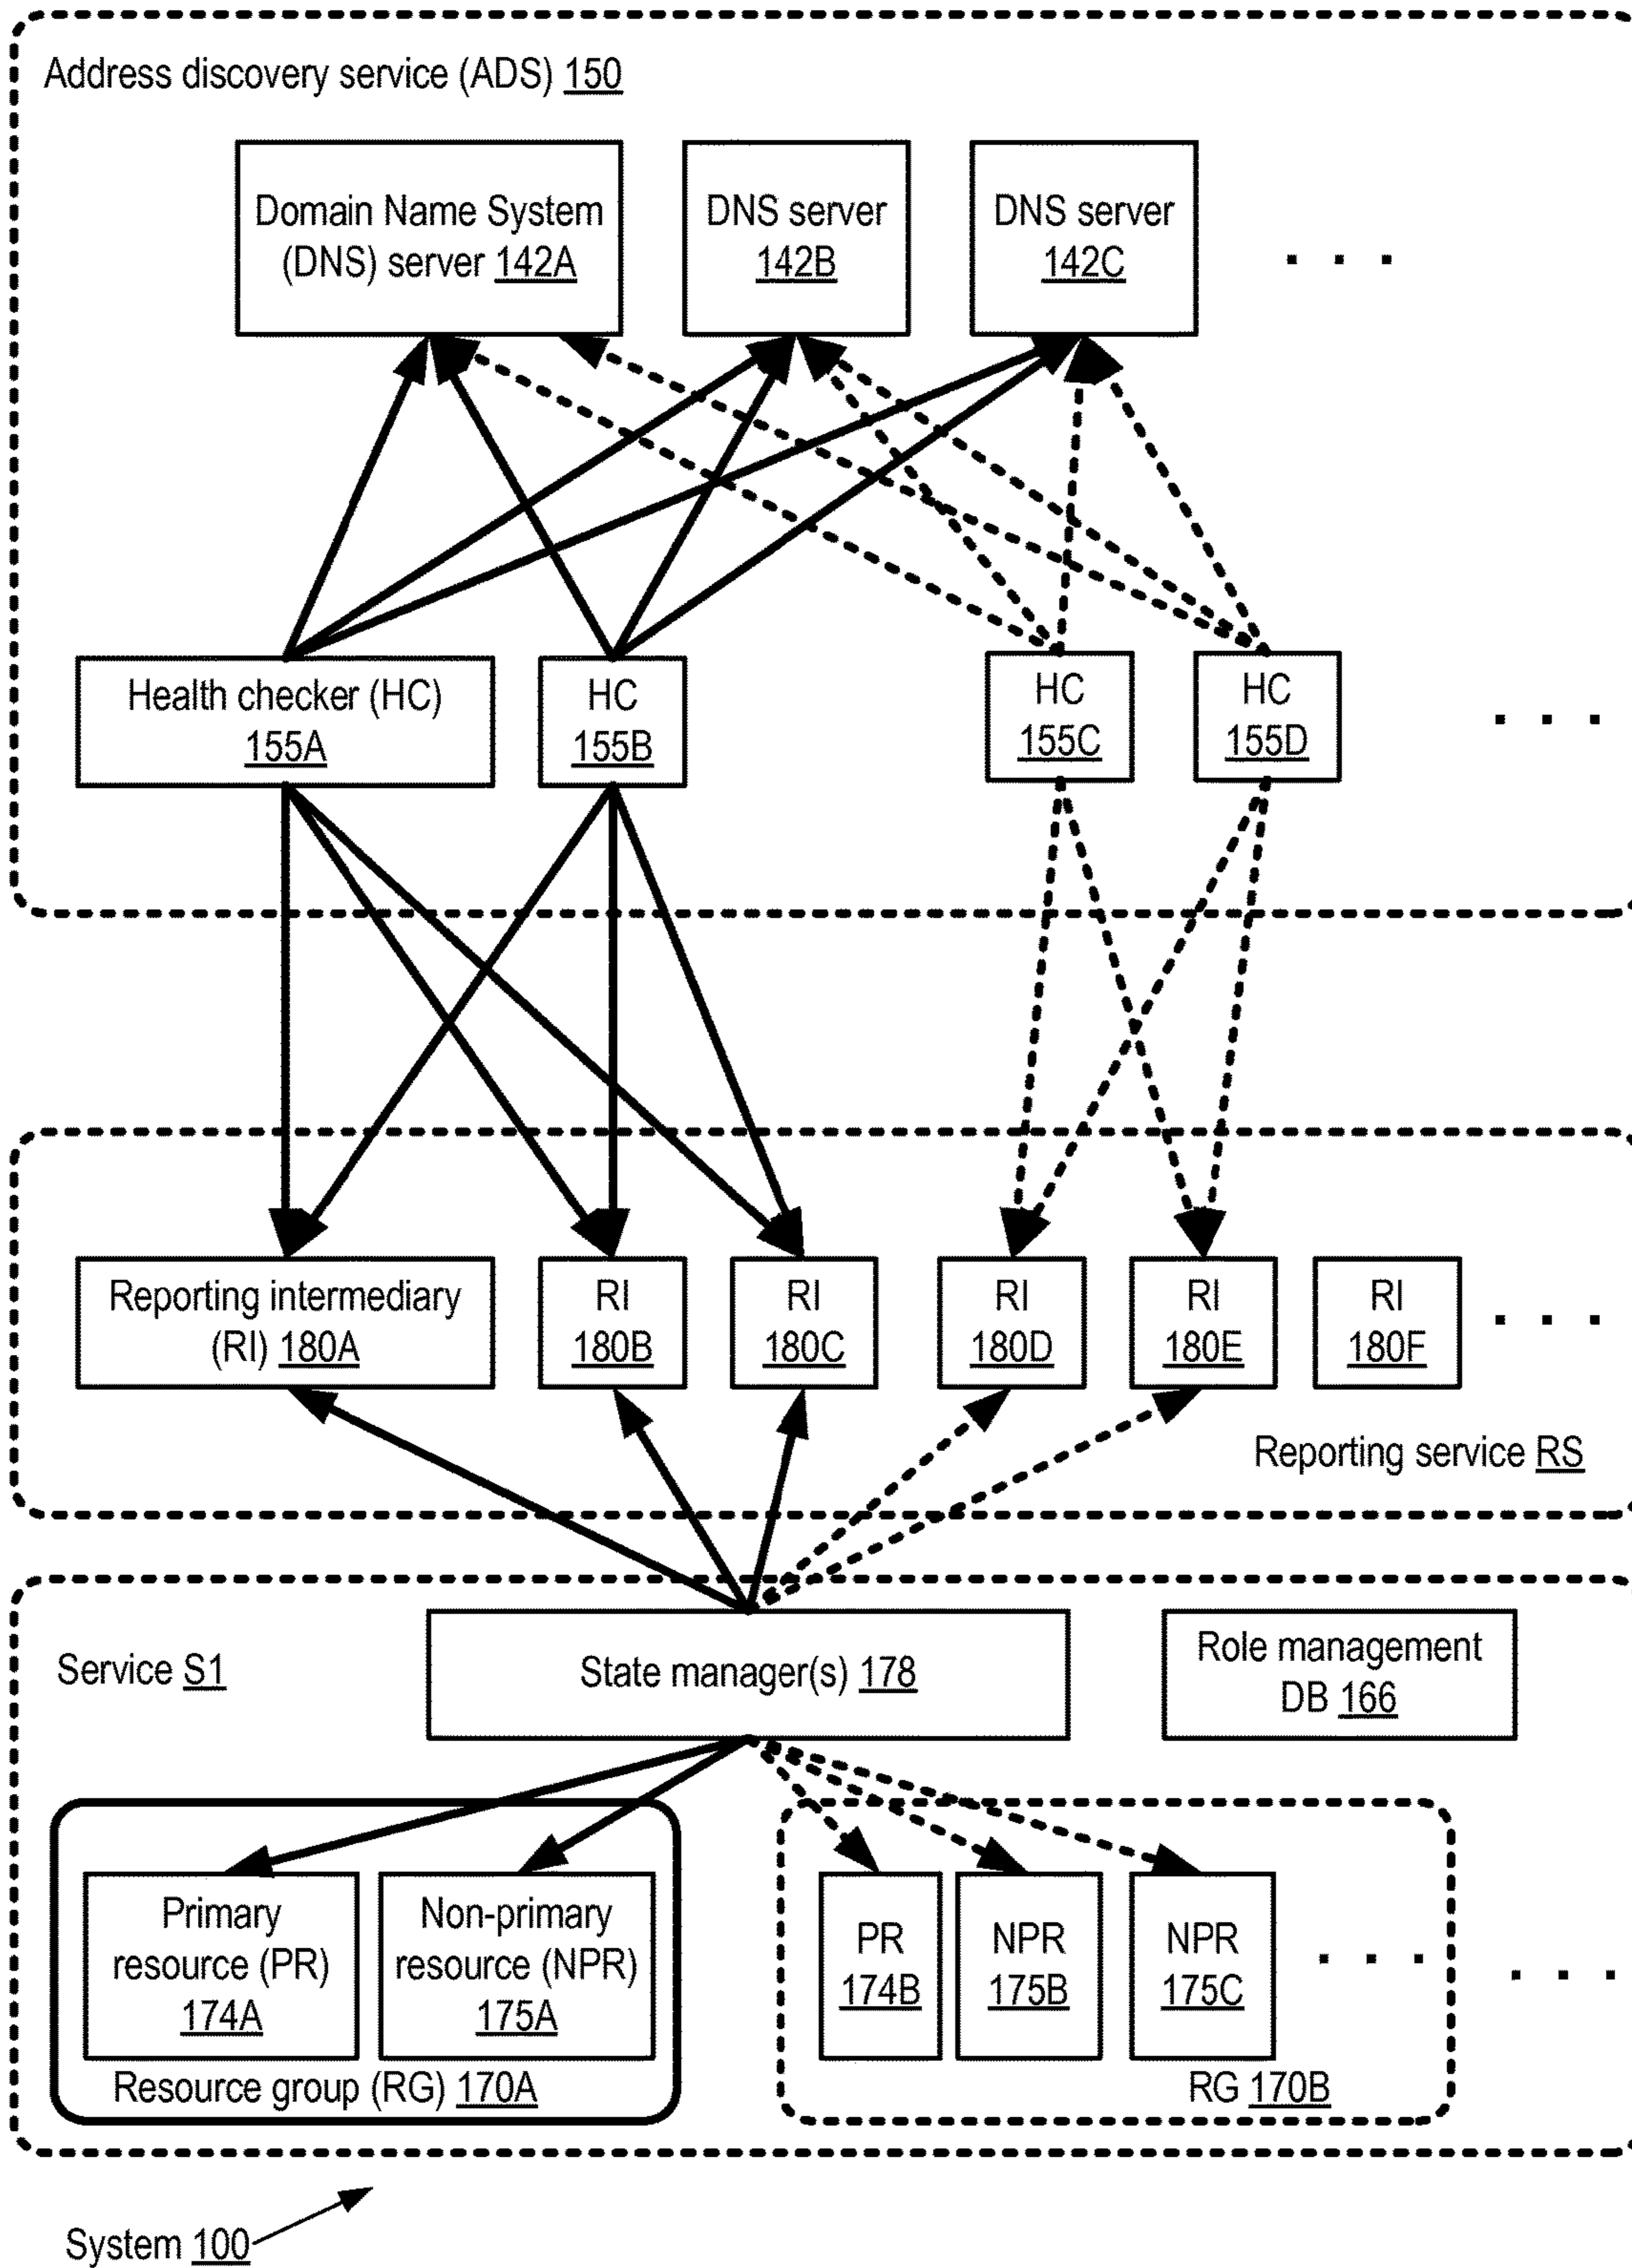 Address discovery service (ADS) 150
Domain Name System
(DNS) server 142A
DNS server
142B
DNS server
142C
. . .
Health checker (HC)
155A
HC
155B
HC
155C
HC
155D
. . .
Reporting intermediary
(RI) 180A
RI
180B
RI
180C
RI
180D
RI
180E
RI
180F
. . .
Reporting service RS
Service S1
State manager(s) 178
Role management
DB 166
Primary
resource (PR)
174A
Non-primary
resource (NPR)
175A
Resource group (RG) 170A
PR
174B
NPR
175B
NPR
175C
. . .
RG 170B
. . .
System 100